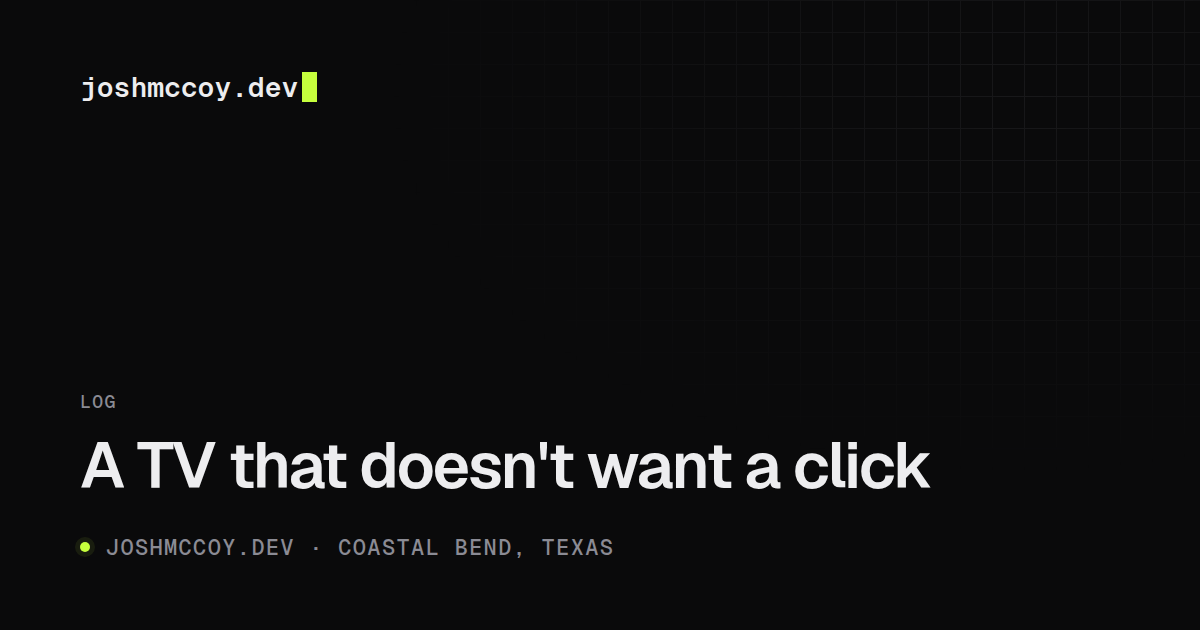 joshmccoy.dev
LOG
A TV that doesn't want a click
JOSHMCCOY.DEV · COASTAL BEND, TEXAS